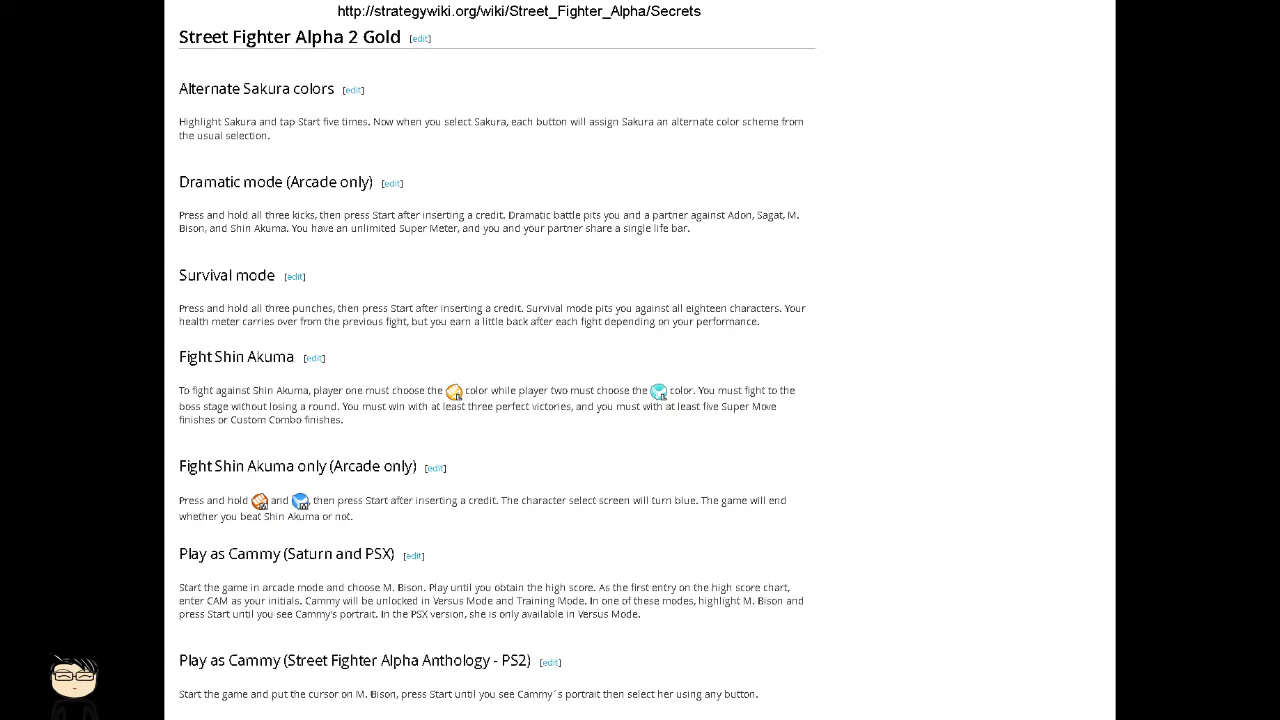 http://strategywiki.org/wiki/Street_Fighter_Alpha/Secrets
Street Fighter Alpha 2 Gold [edit]
Alternate Sakura colors [edit]
Highlight Sakura and tap Start five times. Now when you select Sakura, each button will assign Sakura an alternate color scheme from
the usual selection.
Dramatic mode (Arcade only) [edit]
Press and hold all three kicks, then press Start after inserting a credit. Dramatic battle pits you and a partner against Adon, Sagat, M.
Bison, and Shin Akuma. You have an unlimited Super Meter, and you and your partner share a single life bar.
Survival mode [edit]
Press and hold all three punches, then press Start after inserting a credit. Survival mode pits you against all eighteen characters. Your
health meter carries over from the previous fight, but you earn a little back after each fight depending on your performance.
Fight Shin Akuma [edit]
To fight against Shin Akuma, player one must choose the color while player two must choose the color. You must fight to the
boss stage without losing a round. You must win with at least three perfect victories, and you must with at least five Super Move
finishes or Custom Combo finishes.
Fight Shin Akuma only (Arcade only) [edit]
Press and hold and , then press Start after inserting a credit. The character select screen will turn blue. The game will end
whether you beat Shin Akuma or not.
Play as Cammy (Saturn and PSX) [edit]
Start the game in arcade mode and choose M. Bison. Play until you obtain the high score. As the first entry on the high score chart,
enter CAM as your initials. Cammy will be unlocked in Versus Mode and Training Mode. In one of these modes, highlight M. Bison and
press Start until you see Cammy's portrait. In the PSX version, she is only available in Versus Mode.
Play as Cammy (Street Fighter Alpha Anthology - PS2) [edit]
Start the game and put the cursor on M. Bison, press Start until you see Cammy´s portrait then select her using any button.